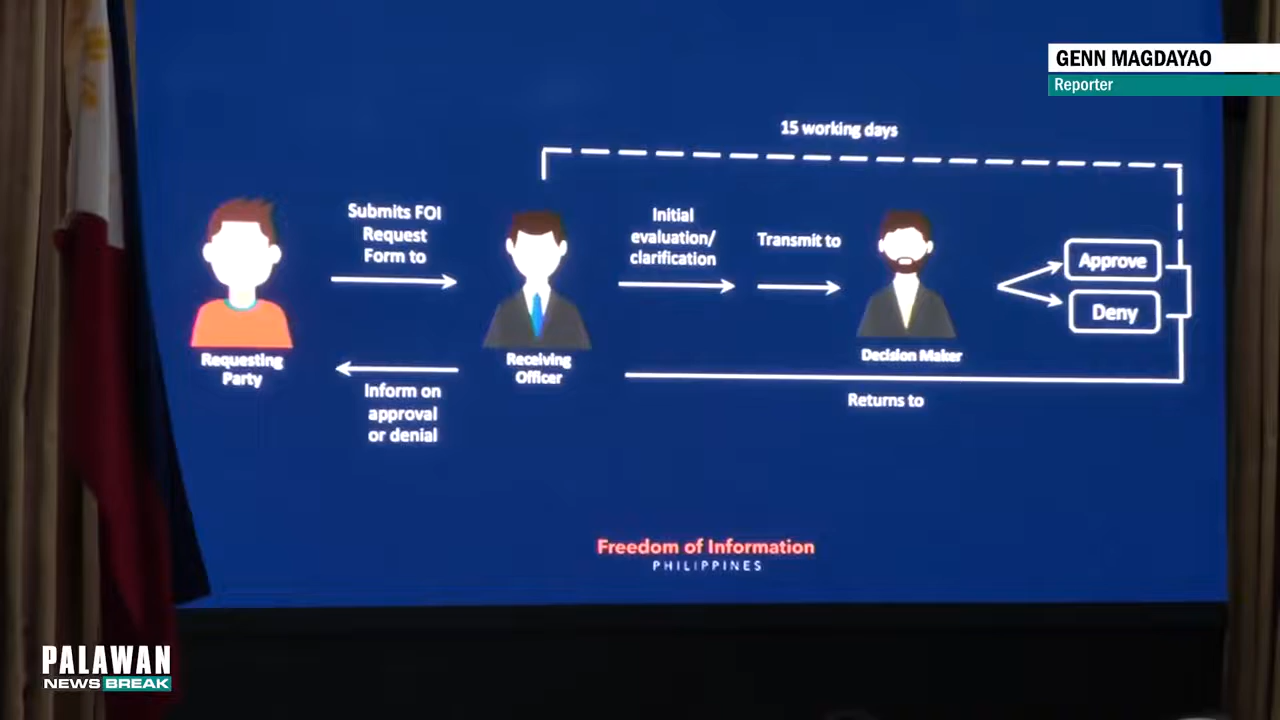 GENN MAGDAYAO
Reporter
15 working days
Submits FOI
Request
Form to
Initial
evaluation/
clarification
Transmit to
Approve
Deny
Requesting
Party
Receiving
Officer
Decision Maker
Inform on
approval
or denial
Returns to
Freedom of Information
PHILIPPINES
PALAWAN
NEWS BREAK